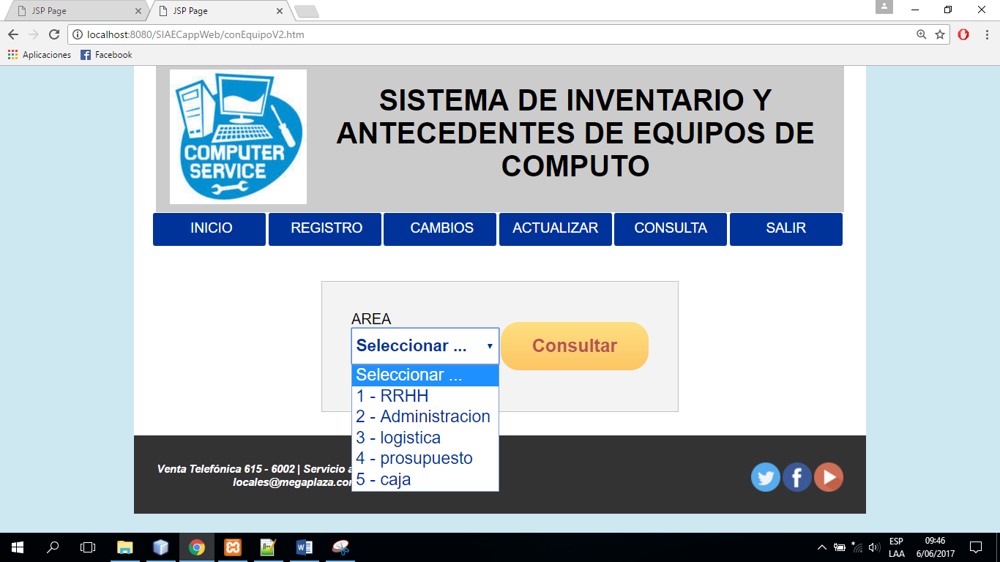 JSP Page
JSP Page
localhost:8080/SIAECappWeb/conEquipoV2.htm
Aplicaciones
Facebook
COMPUTER
SERVICE
SISTEMA DE INVENTARIO Y
ANTECEDENTES DE EQUIPOS DE
COMPUTO
INICIO
REGISTRO
CAMBIOS
ACTUALIZAR
CONSULTA
SALIR
AREA
Seleccionar ...
Consultar
Seleccionar ...
1 - RRHH
2 - Administracion
3 - logistica
4 - prosupuesto
5 - caja
Venta Telefónica 615 - 6002 | Servicio
locales@megaplaza.co
ESP
LAA
09:46
6/06/2017